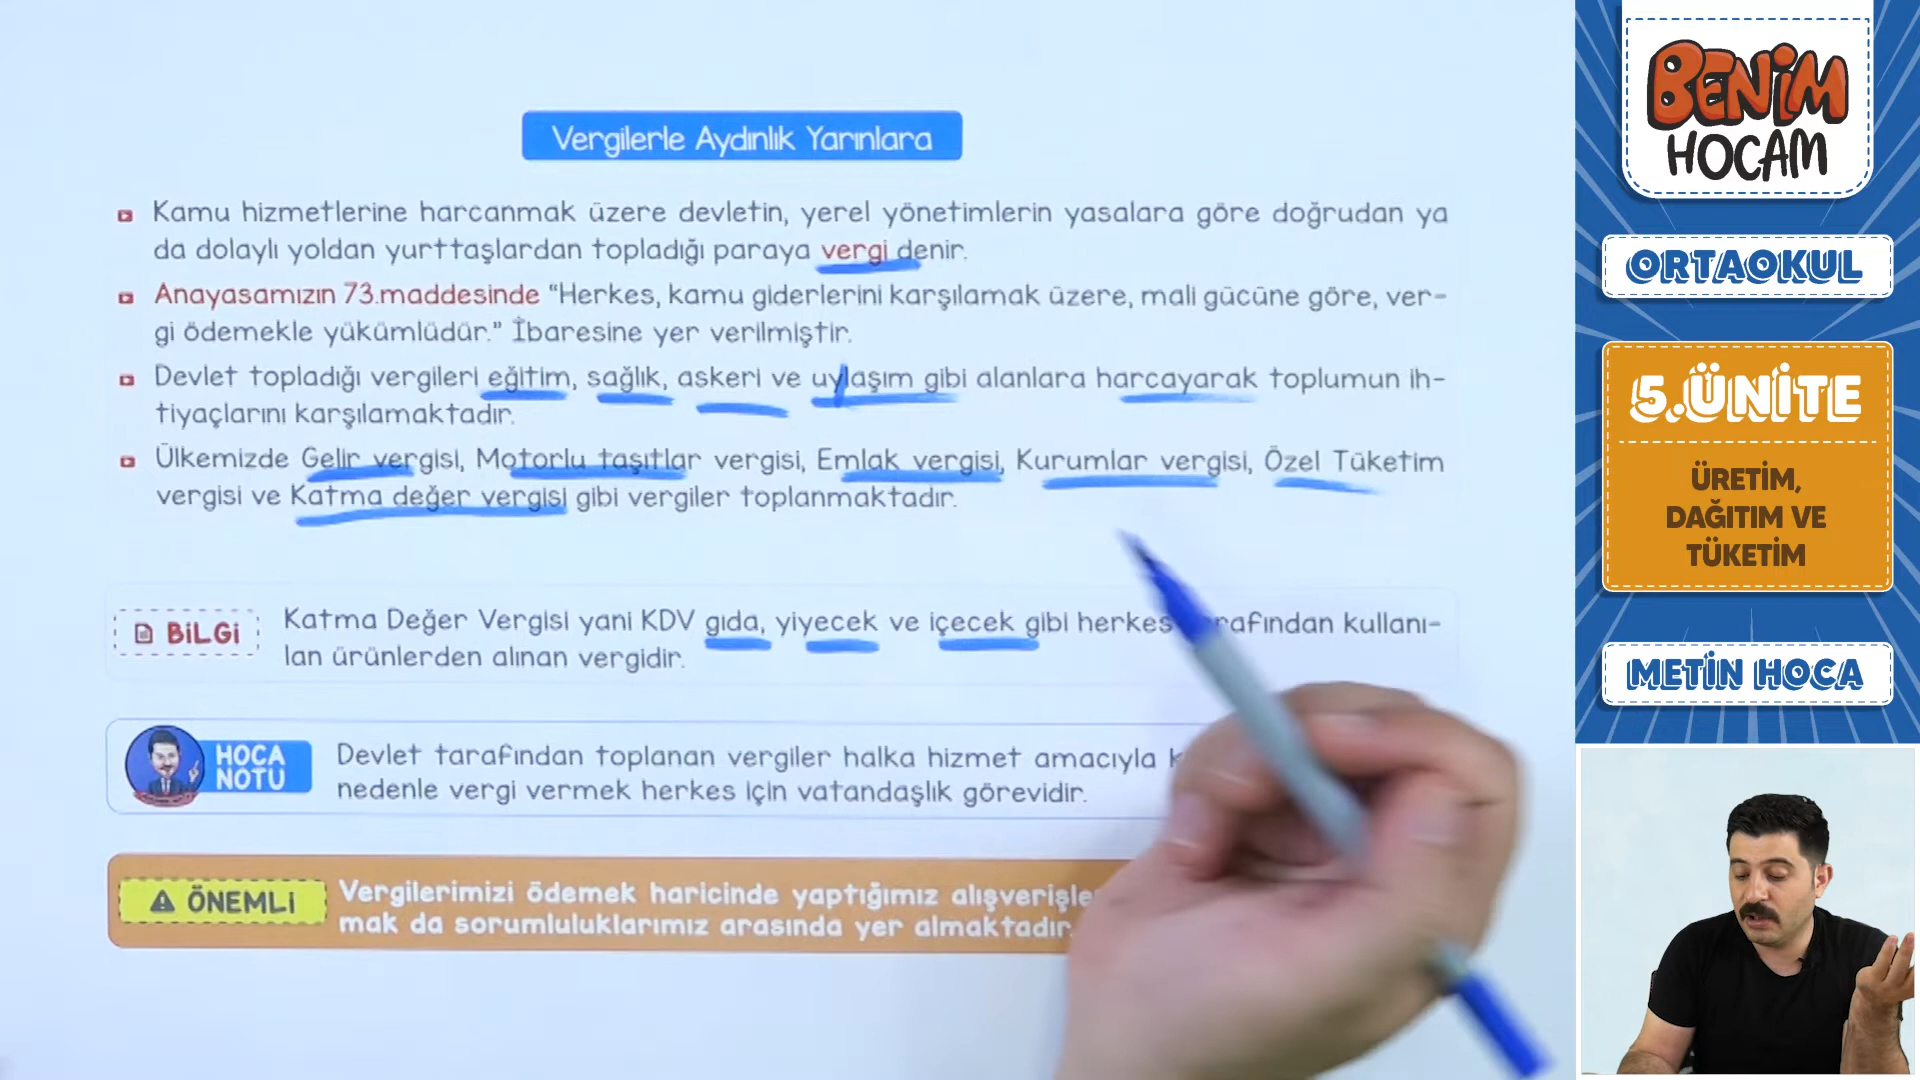 Vergilerle Aydınlık Yarınlara
Kamu hizmetlerine harcanmak üzere devletin, yerel yönetimlerin yasalara göre doğrudan ya
da dolaylı yoldan yurttaşlardan topladığı paraya vergi denir.
Anayasamızın 73.maddesinde “Herkes, kamu giderlerini karşılamak üzere, mali gücüne göre, ver-
gi ödemekle yükümlüdür.” İbaresine yer verilmiştir.
Devlet topladığı vergileri eğitim, sağlık, askeri ve uylaşım gibi alanlara harcayarak toplumun ih-
tiyaçlarını karşılamaktadır.
Ülkemizde Gelir vergisi, Motorlu taşıtlar vergisi, Emlak vergisi, Kurumlar vergisi, Özel Tüketim
vergisi ve Katma değer vergisi gibi vergiler toplanmaktadır.
BİLGİ
Katma Değer Vergisi yani KDV gıda, yiyecek ve içecek gibi herkes rafından kullanı-
lan ürünlerden alınan vergidir.
HOCA
NOTU
Devlet tarafından toplanan vergiler halka hizmet amacıyla
nedenle vergi vermek herkes için vatandaşlık görevidir.
ÖNEMLİ
Vergilerimizi ödemek haricinde yaptığımız alışverişle
mak da sorumluluklarımız arasında yer almaktadır.
BENİM
HOCAM
ORTAOKUL
5.ÜNİTE
ÜRETİM,
DAĞITIM VE
TÜKETİM
METİN HOCA